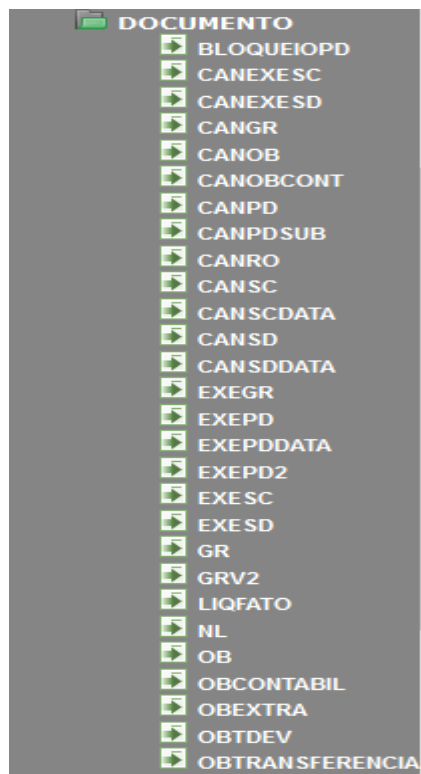 DOCUMENTO
BLOQUEIOPD
CANEXESC
CANEXESD
CANGR
CANOB
CANOBCONT
CANPD
CANPDSUB
CANRO
CANSC
CANSCDATA
CANSD
CANSDDATA
EXEGR
EXEPD
EXEPDDATA
EXEPD2
EXESC
EXESD
GR
GRV2
LIQFATO
NL
OB
OBCONTABIL
OBEXTRA
OBTDEV
OBTRANSFERENCIA